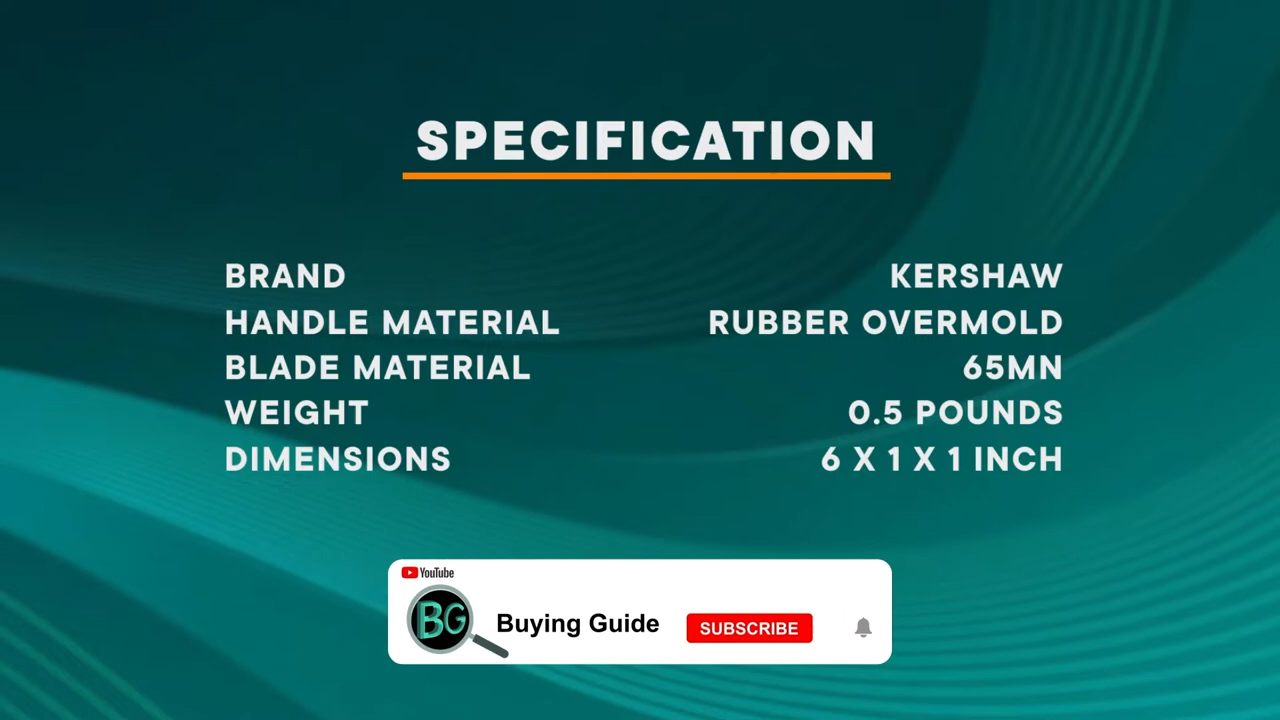 SPECIFICATION
BRAND KERSHAW
HANDLE MATERIAL RUBBER OVERMOLD
BLADE MATERIAL 65MN
WEIGHT 0.5 POUNDS
DIMENSIONS 6 X 1 X 1 INCH
YouTube
BG
Buying Guide SUBSCRIBE